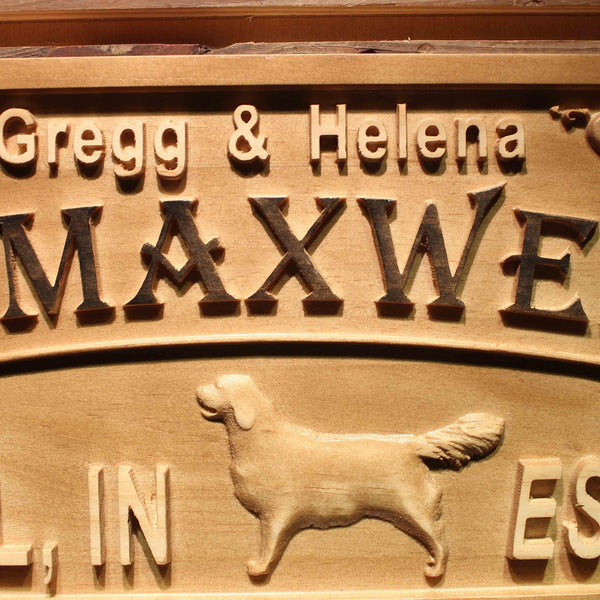 Gregg & Helena
MAXWE
L, IN ES